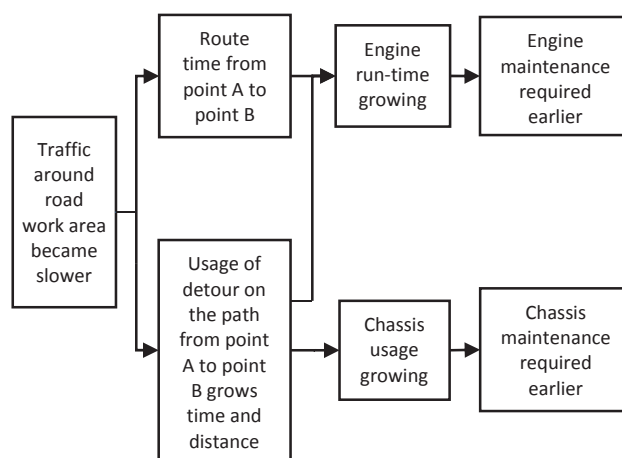 Traffic
around
road
work area
became
slower
Route
time from
point A to
point B
Usage of
detour on
the path
from point
A to point
B grows
time and
distance
Engine
run-time
growing
Engine
maintenance
required
earlier
Chassis
usage
growing
Chassis
maintenance
required
earlier